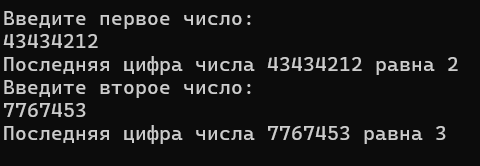 Введите первое число:
43434212
Последняя цифра числа 43434212 равна 2
Введите второе число:
7767453
Последняя цифра числа 7767453 равна 3